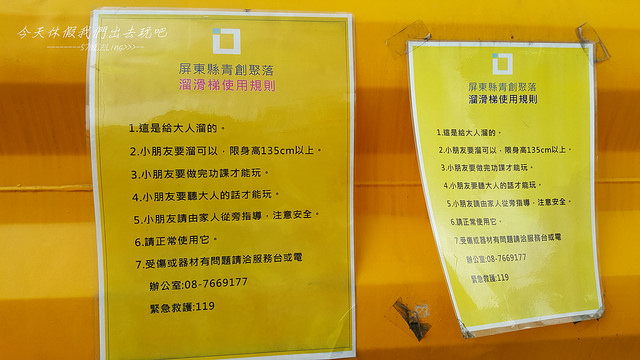 今天休假我們出去玩吧
屏東縣青創聚落
溜滑梯使用規則
1.這是給大人溜的。
2.小朋友要溜可以，限身高135cm以上。
3.小朋友要做完功課才能玩。
4.小朋友要聽大人的話才能玩。
5.小朋友請由家人從旁指導，注意安全。
6.請正常使用它。
7.受傷或器材有問題請洽服務台或電
辦公室:08-7669177
緊急救護:119
屏東縣青創聚落
溜滑梯使用規則
1.這是給大人溜的。
2.小朋友要溜可以，限身高135cm以上。
3.小朋友要做完功課才能玩。
4.小朋友要聽大人的話才能玩。
5.小朋友請由家人從旁指導，注意安全。
6.請正常使用它。
7.受傷或器材有問題請洽服務台或電
辦公室:08-7669177
緊急救護:119